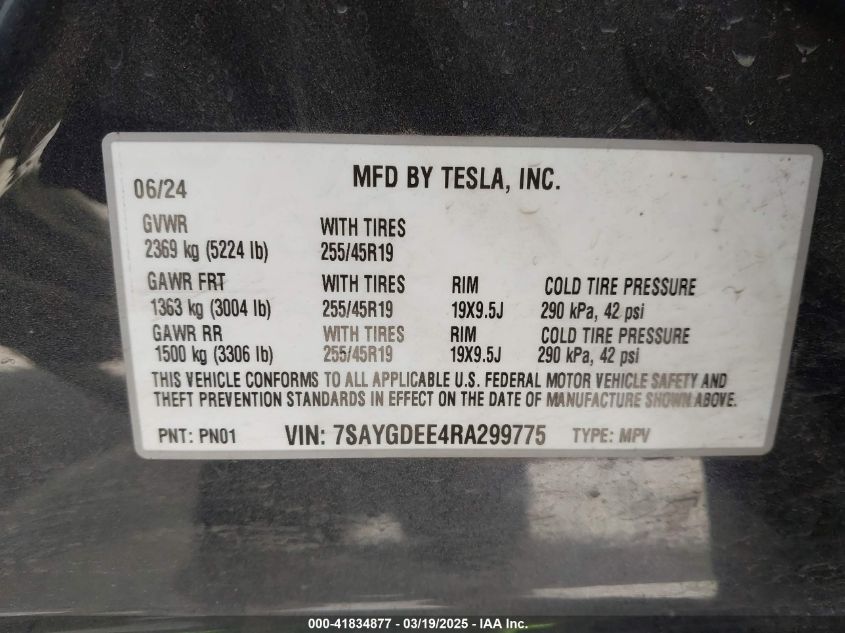 06/24 MFD BY TESLA, INC.
GVWR WITH TIRES
2369 kg (5224 lb) 255/45R19
GAWR FRT WITH TIRES RIM COLD TIRE PRESSURE
1363 kg (3004 lb) 255/45R19 19X9.5J 290 kPa, 42 psi
GAWR RR WITH TIRES RIM COLD TIRE PRESSURE
1500 kg (3306 lb) 255/45R19 19X9.5J 290 kPa, 42 psi
THIS VEHICLE CONFORMS TO ALL APPLICABLE U.S. FEDERAL MOTOR VEHICLE SAFETY AND
THEFT PREVENTION STANDARDS IN EFFECT ON THE DATE OF MANUFACTURE SHOWN ABOVE.
PNT: PN01 VIN: 7SAYGDEE4RA299775 TYPE: MPV
000-41834877 - 03/19/2025 - IAA Inc.